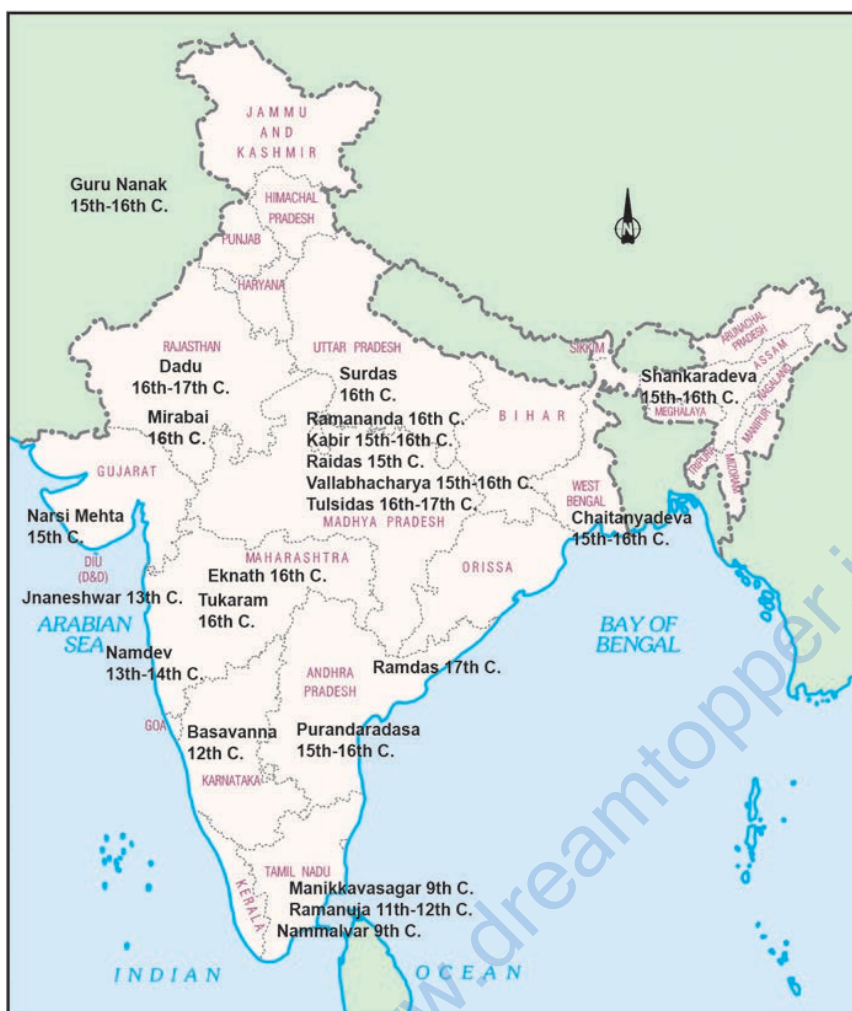 JAMMU
AND
KASHMIR
Guru Nanak
15th-16th C.
HIMACHAL
PRADESH
PUNJAB
N
HARYANA
RAJASTHAN
Dadu
16th-17th C.
Mirabai
16th C.
UTTAR PRADESH
Surdas
16th C.
Ramananda 16th C.
Kabir 15th-16th C.
Raidas 15th C.
Vallabhacharya 15th-16th C.
Tulsidas 16th-17th C.
MADHYA PRADESH
BIHAR
SIKKIM
ARUNACHAL
PRADESH
ASSAM
NAGALAND
Shankaradeva
15th-16th C.
MEGHALAYA
MANIPUR
TRIPURA
MIZORAM
WEST
BENGAL
Chaitanyadeva
15th-16th C.
GUJARAT
Narsi Mehta
15th C.
DIU
(D&D)
MAHARASHTRA
Eknath 16th C.
Jnaneshwar 13th C.
Tukaram
16th C.
ORISSA
ARABIAN
SEA
BAY OF
BENGAL
Namdev
13th-14th C.
Ramdas 17th C.
ANDHRA
PRADESH
GOA
Basavanna
12th C.
Purandaradasa
15th-16th C.
KARNATAKA
TAMIL NADU
Manikkavasagar 9th C.
Ramanuja 11th-12th C.
Nammalvar 9th C.
KERALA
INDIAN OCEAN
www.dreamtopper.i